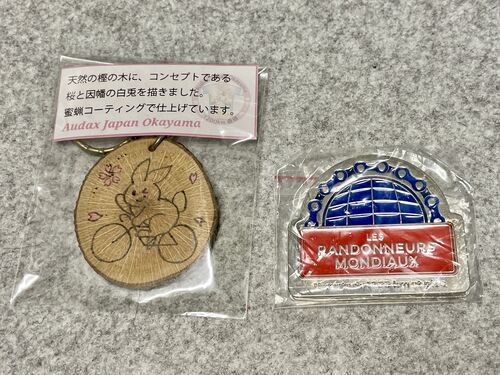 天然の樫の木に、コンセプトである
桜と因幡の白兎を描きました。
蜜蝋コーティングで仕上げています。
Audax Japan Okayama
LES
RANDONNEURS
MONDIAUX